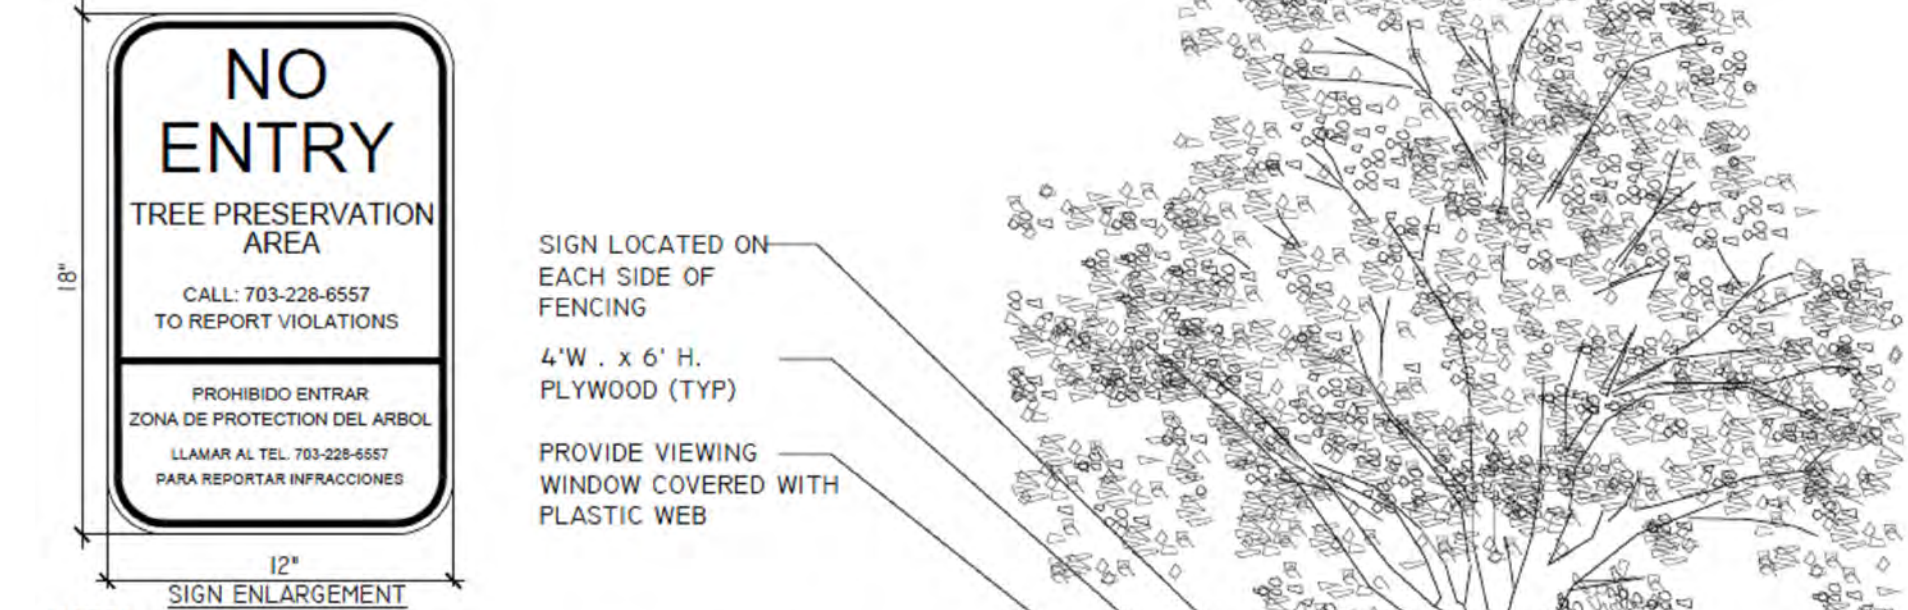 NO
ENTRY
TREE PRESERVATION
AREA
CALL: 703-228-6557
TO REPORT VIOLATIONS
PROHIBIDO ENTRAR
ZONA DE PROTECTION DEL ARBOL
LLAMAR AL TEL. 703-228-6557
PARA REPORTAR INFRACCIONES
18"
12"
SIGN ENLARGEMENT
SIGN LOCATED ON
EACH SIDE OF
FENCING
4'W . x 6' H.
PLYWOOD (TYP)
PROVIDE VIEWING
WINDOW COVERED WITH
PLASTIC WEB